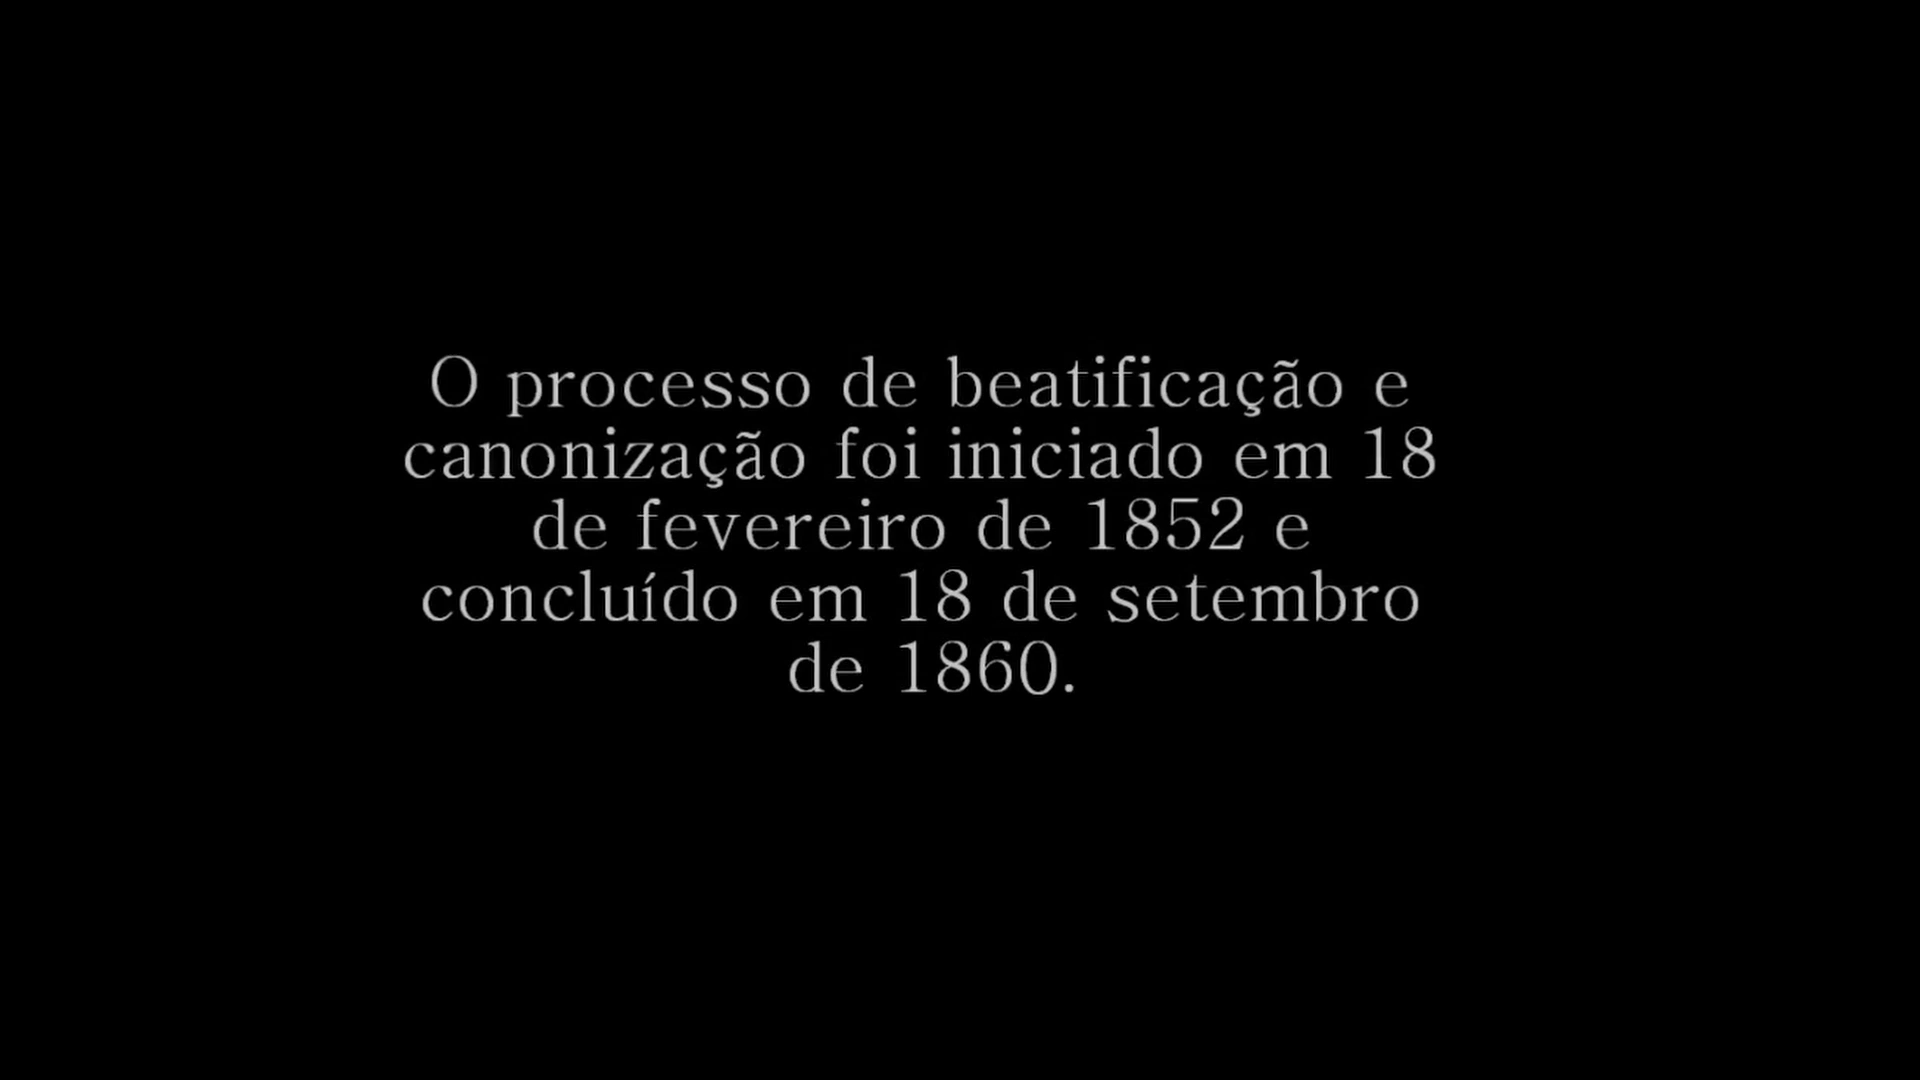 O processo de beatificação e
canonização foi iniciado em 18
de fevereiro de 1852 e
concluído em 18 de setembro
de 1860.